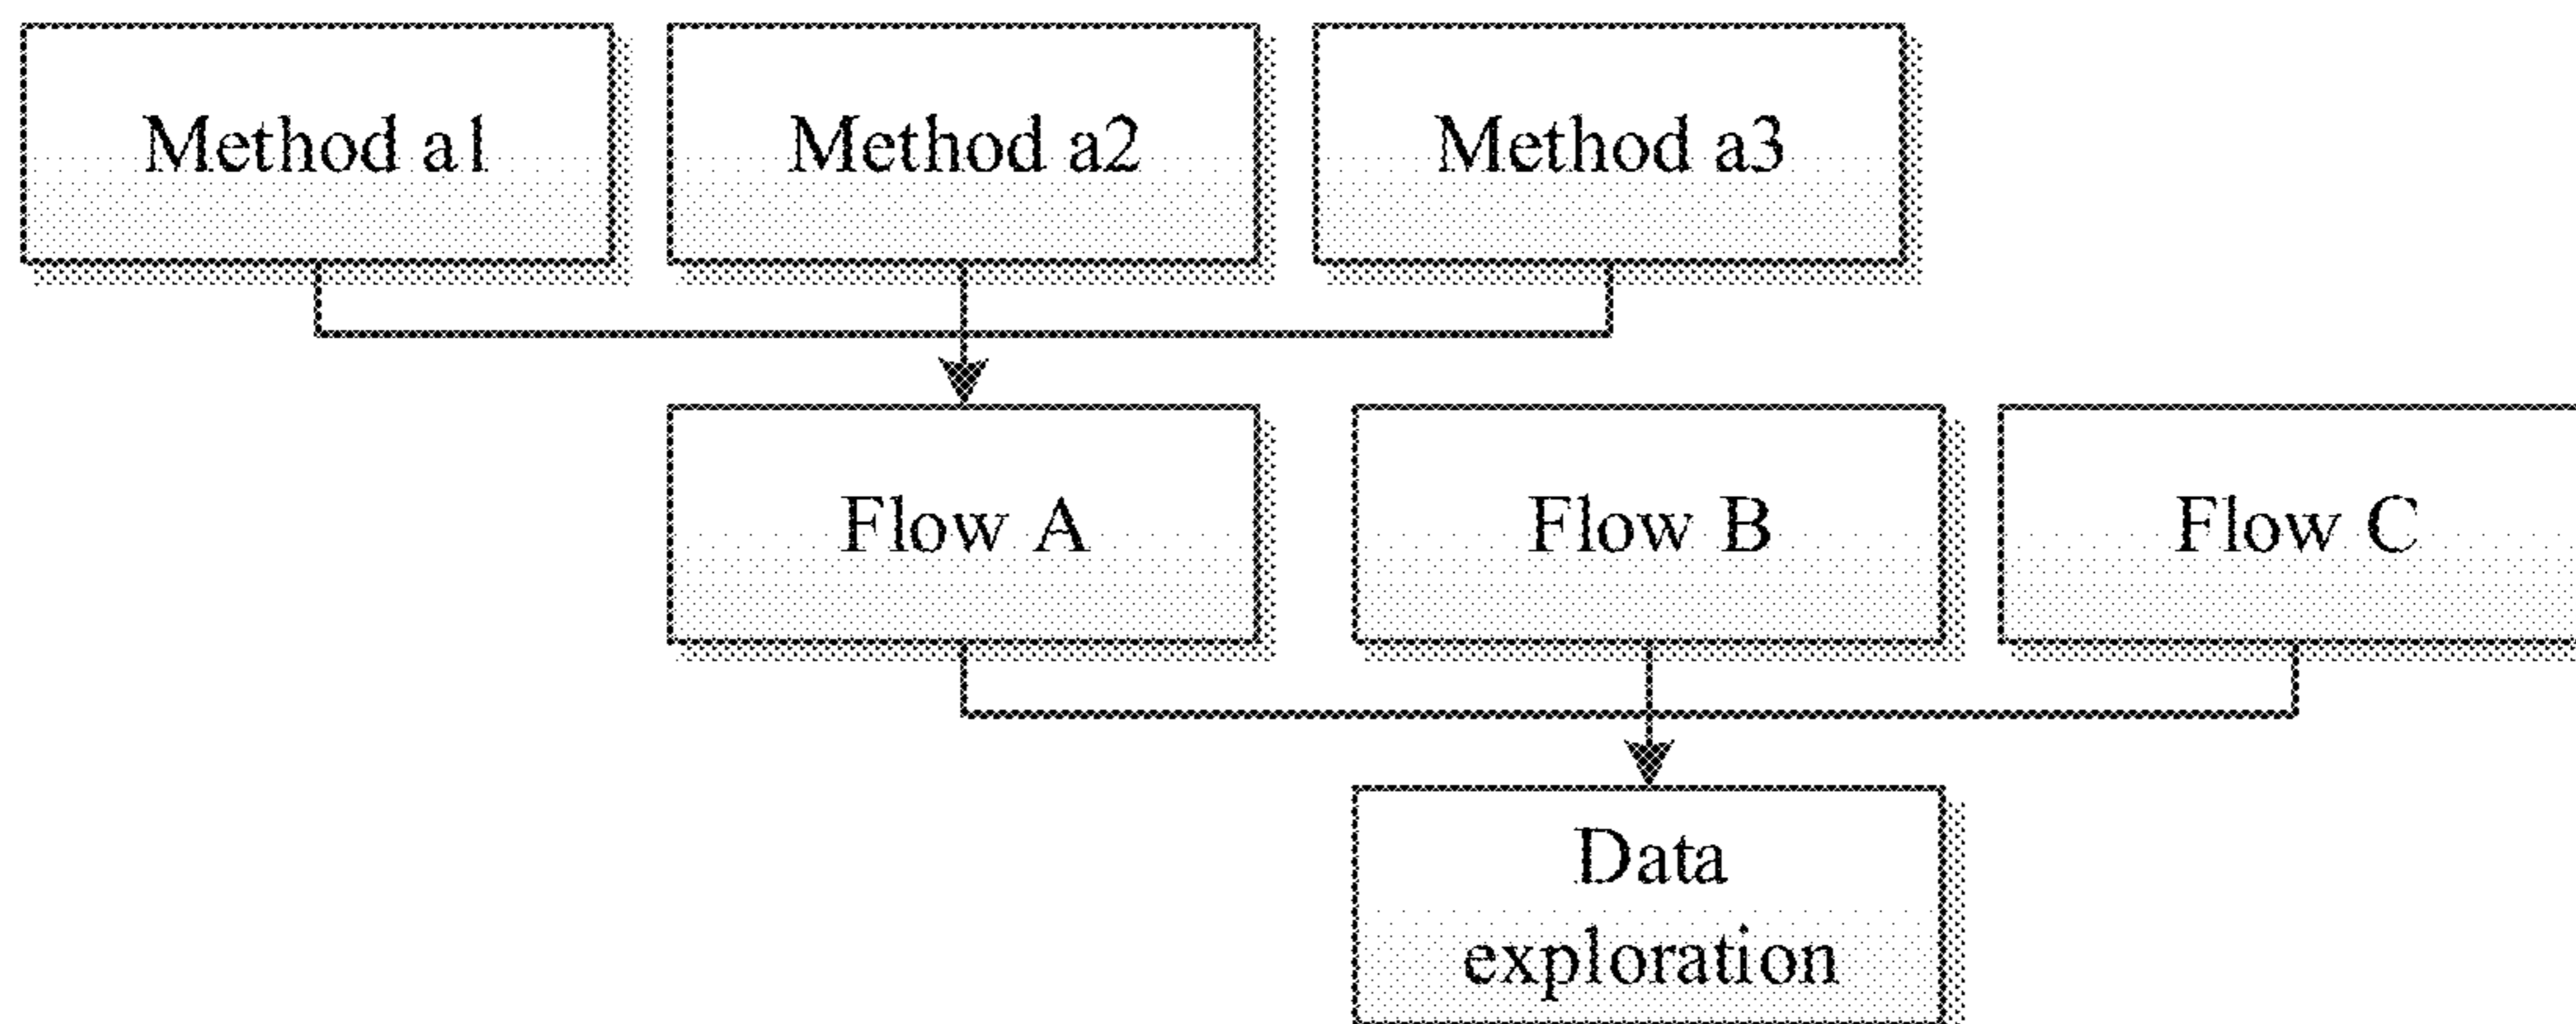 Method a1
Method a2
Method a3
Flow A
Flow B
Flow C
Data
exploration